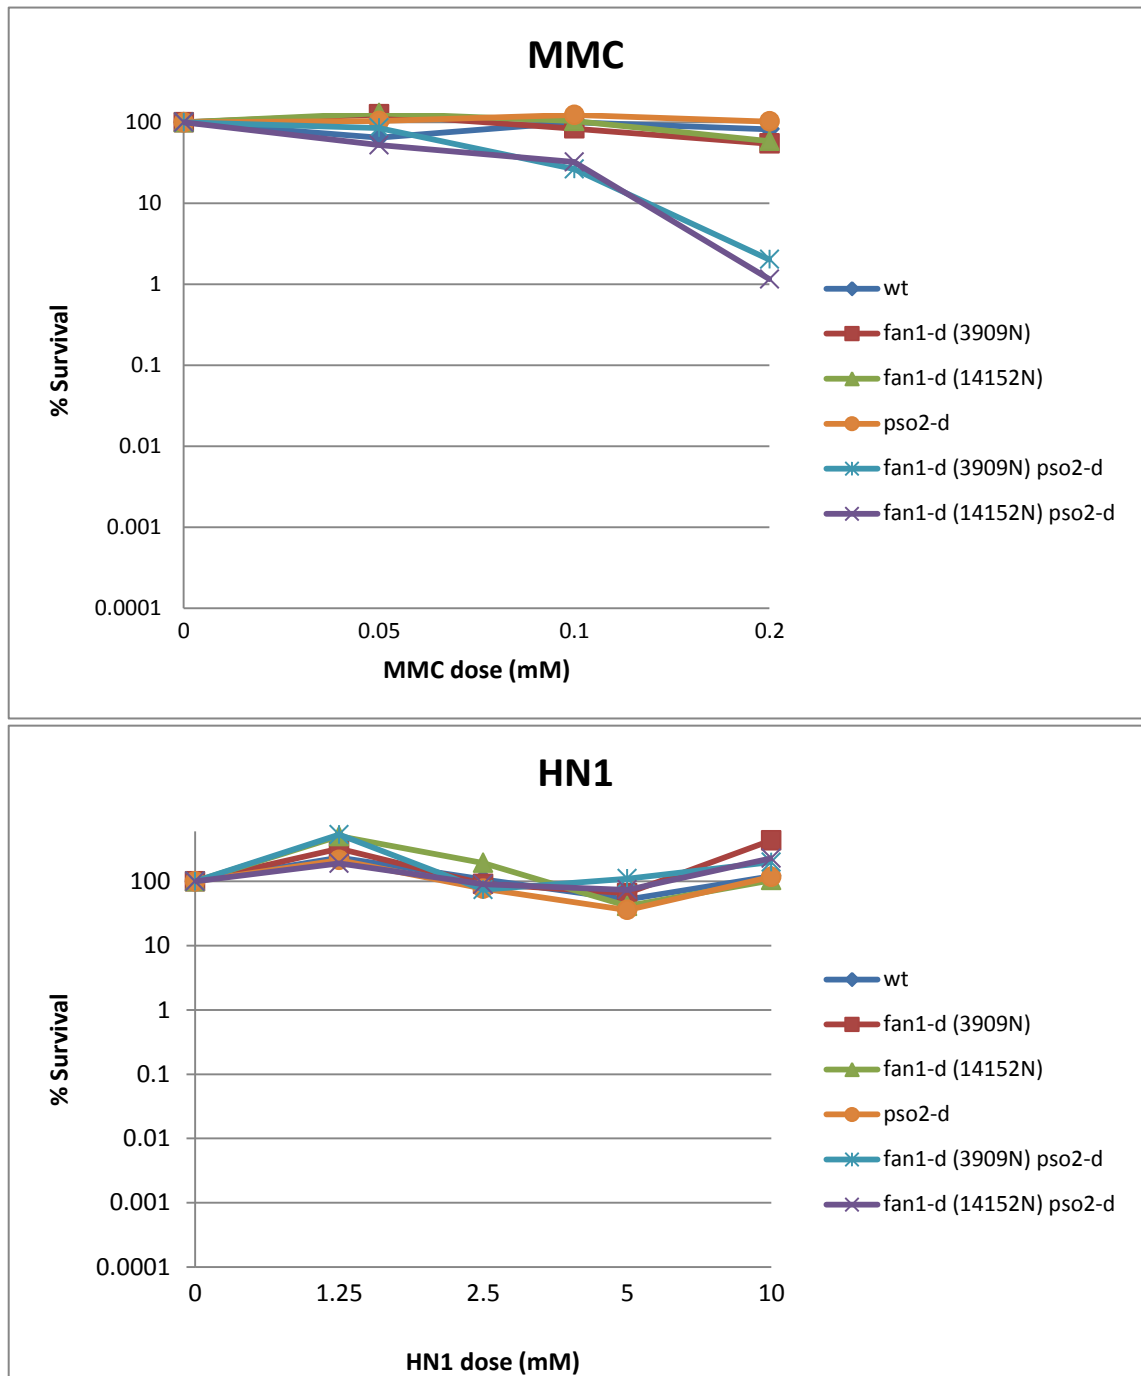 MMC
100
10
1
0.1
0.01
0.001
0.0001
% Survival
0 0.05 0.1 0.2
MMC dose (mM)
wt
fan1-d (3909N)
fan1-d (14152N)
pso2-d
fan1-d (3909N) pso2-d
fan1-d (14152N) pso2-d
HN1
100
10
1
0.1
0.01
0.001
0.0001
% Survival
0 1.25 2.5 5 10
HN1 dose (mM)
wt
fan1-d (3909N)
fan1-d (14152N)
pso2-d
fan1-d (3909N) pso2-d
fan1-d (14152N) pso2-d